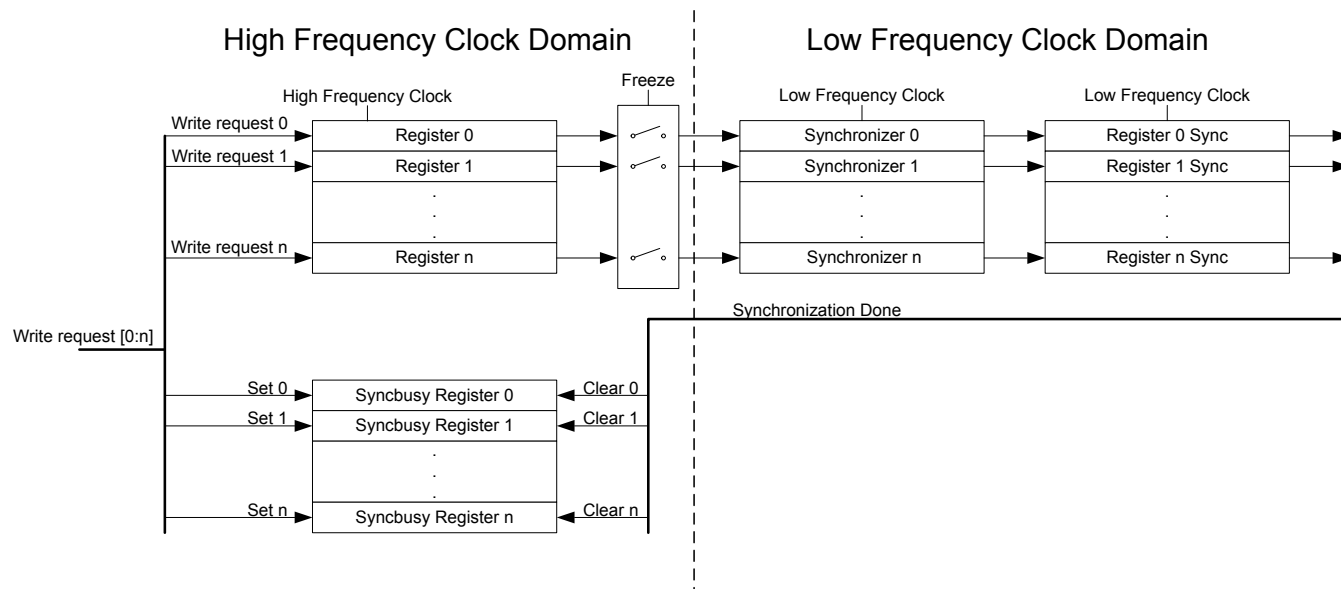 High Frequency Clock Domain
Low Frequency Clock Domain
Freeze
High Frequency Clock
Low Frequency Clock
Low Frequency Clock
Write request 0
Register 0
Synchronizer 0
Register 0 Sync
Write request 1
Register 1
Synchronizer 1
Register 1 Sync
.
.
.
.
.
.
.
.
.
Write request n
Register n
Synchronizer n
Register n Sync
Synchronization Done
Write request [0:n]
Set 0
Syncbusy Register 0
Clear 0
Set 1
Syncbusy Register 1
Clear 1
.
.
.
Set n
Syncbusy Register n
Clear n